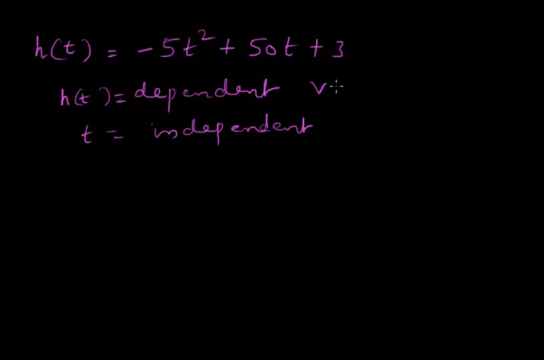 h(t) = -5t² + 50t + 3
h(t) = dependent v
t = independent